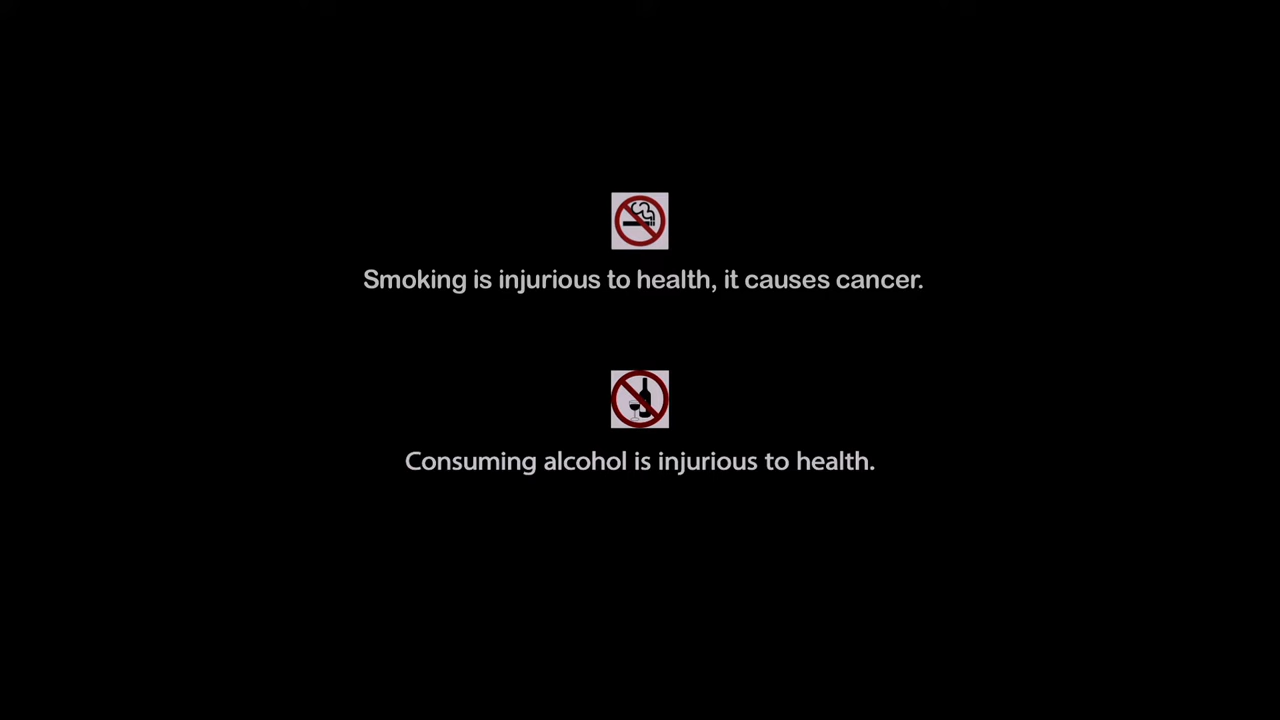 Smoking is injurious to health, it causes cancer.
Consuming alcohol is injurious to health.